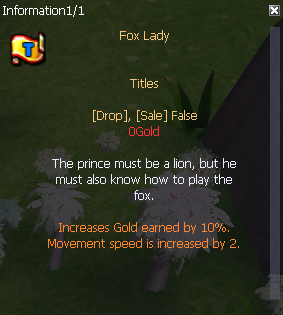 Information1/1
T
Fox Lady
Titles
[Drop], [Sale] False
0Gold
The prince must be a lion, but he
must also know how to play the
fox.
Increases Gold earned by 10%.
Movement speed is increased by 2.